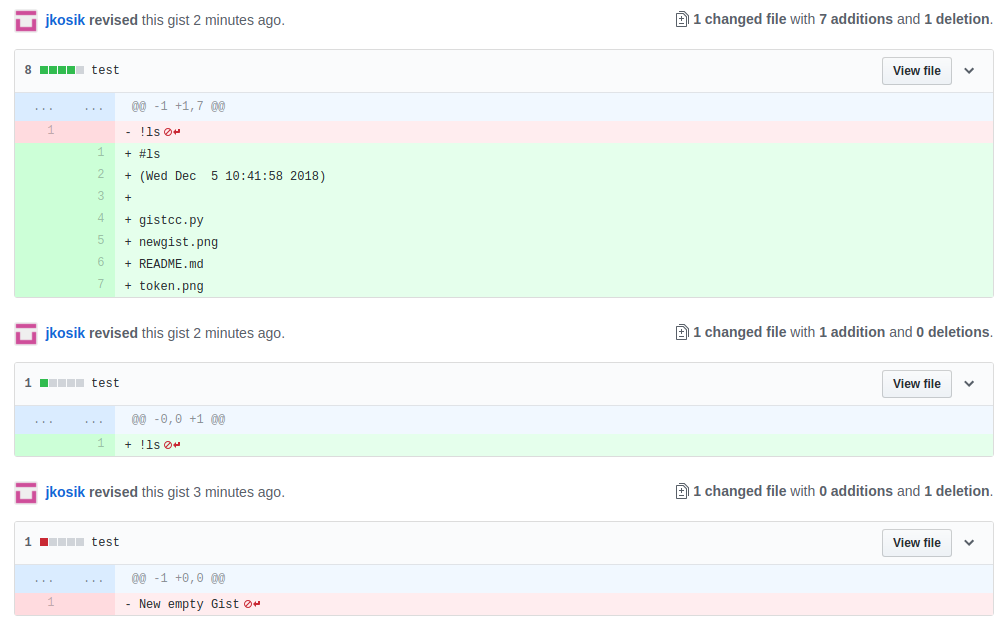 jkosik revised this gist 2 minutes ago. 1 changed file with 7 additions and 1 deletion.
8 test View file
... ... @@ -1 +1,7 @@
1 - !ls
1 + #ls
2 + (Wed Dec  5 10:41:58 2018)
3 +
4 + gistcc.py
5 + newgist.png
6 + README.md
7 + token.png
jkosik revised this gist 2 minutes ago. 1 changed file with 1 addition and 0 deletions.
1 test View file
... ... @@ -0,0 +1 @@
1 + !ls
jkosik revised this gist 3 minutes ago. 1 changed file with 0 additions and 1 deletion.
1 test View file
... ... @@ -1 +0,0 @@
1 - New empty Gist